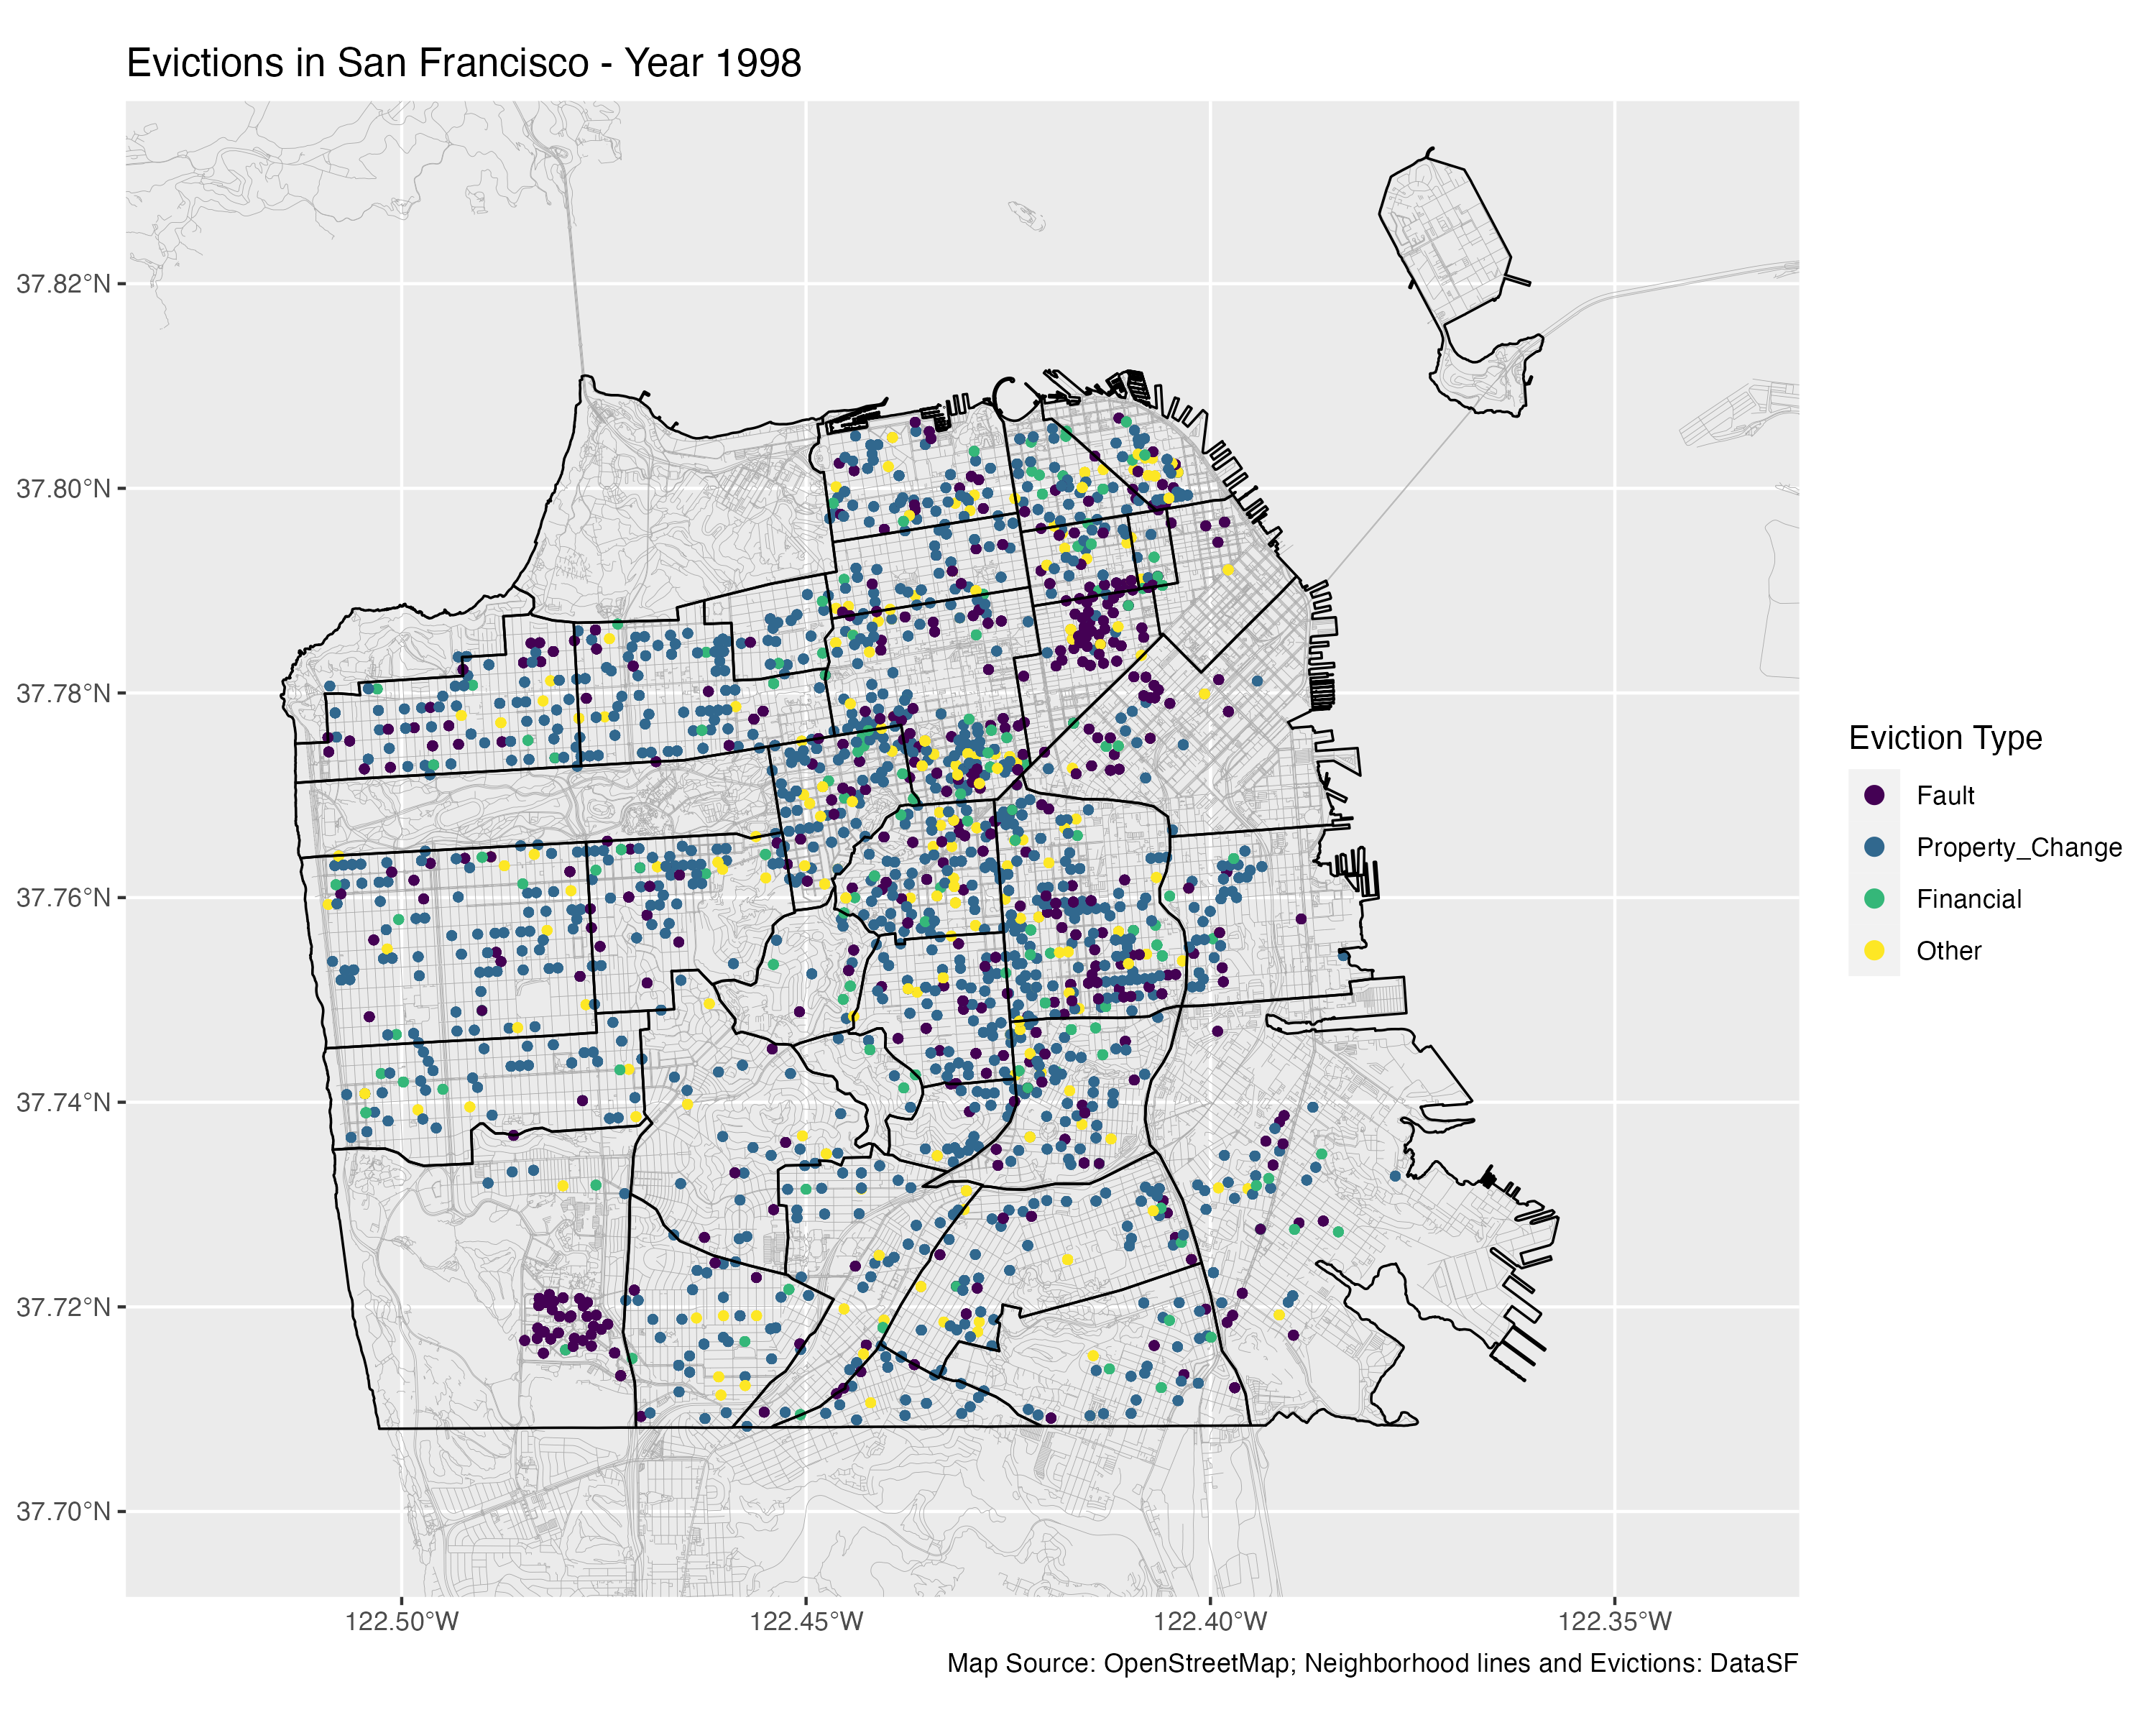 Evictions in San Francisco - Year 1998
37.82°N
37.80°N
37.78°N
37.76°N
37.74°N
37.72°N
37.70°N
122.50°W
122.45°W
122.40°W
122.35°W
Eviction Type
Fault
Property_Change
Financial
Other
Map Source: OpenStreetMap; Neighborhood lines and Evictions: DataSF